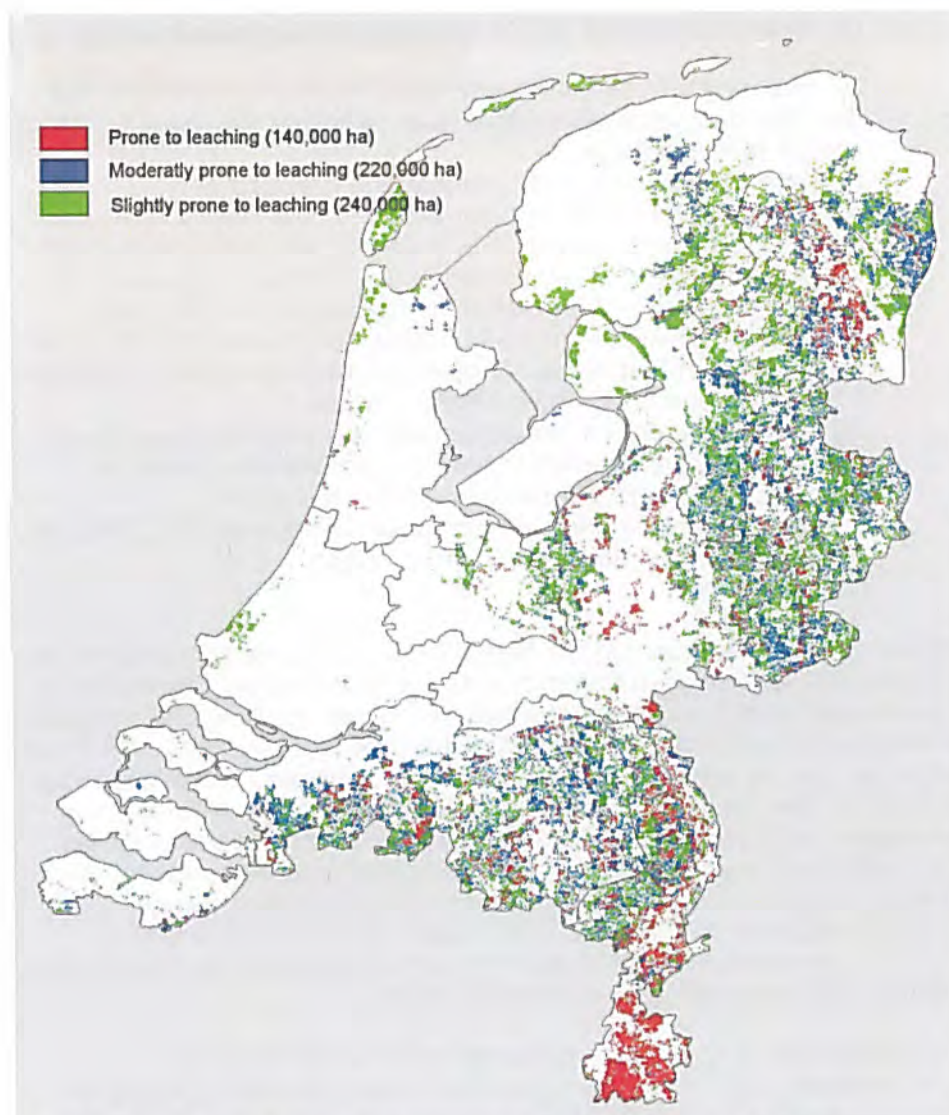 Prone to leaching (140,000 ha)
Moderatly prone to leaching (220,000 ha)
Slightly prone to leaching (240,000 ha)